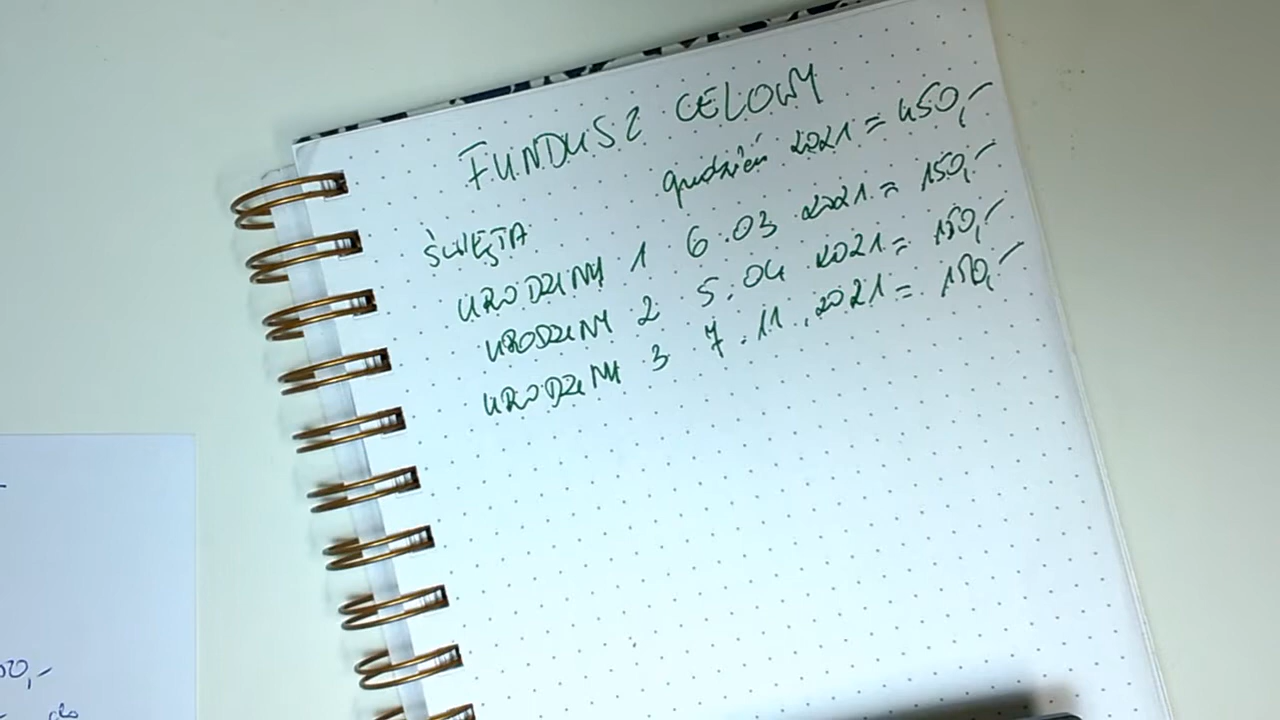 FUNDUSZ CELOWY
ŚWIĘTA grudzień 2021 = 450,-
URODZINY 1 6.03 2021 = 150,-
URODZINY 2 5.04 2021 = 150,-
URODZINY 3 7.11.2021 = 150,-